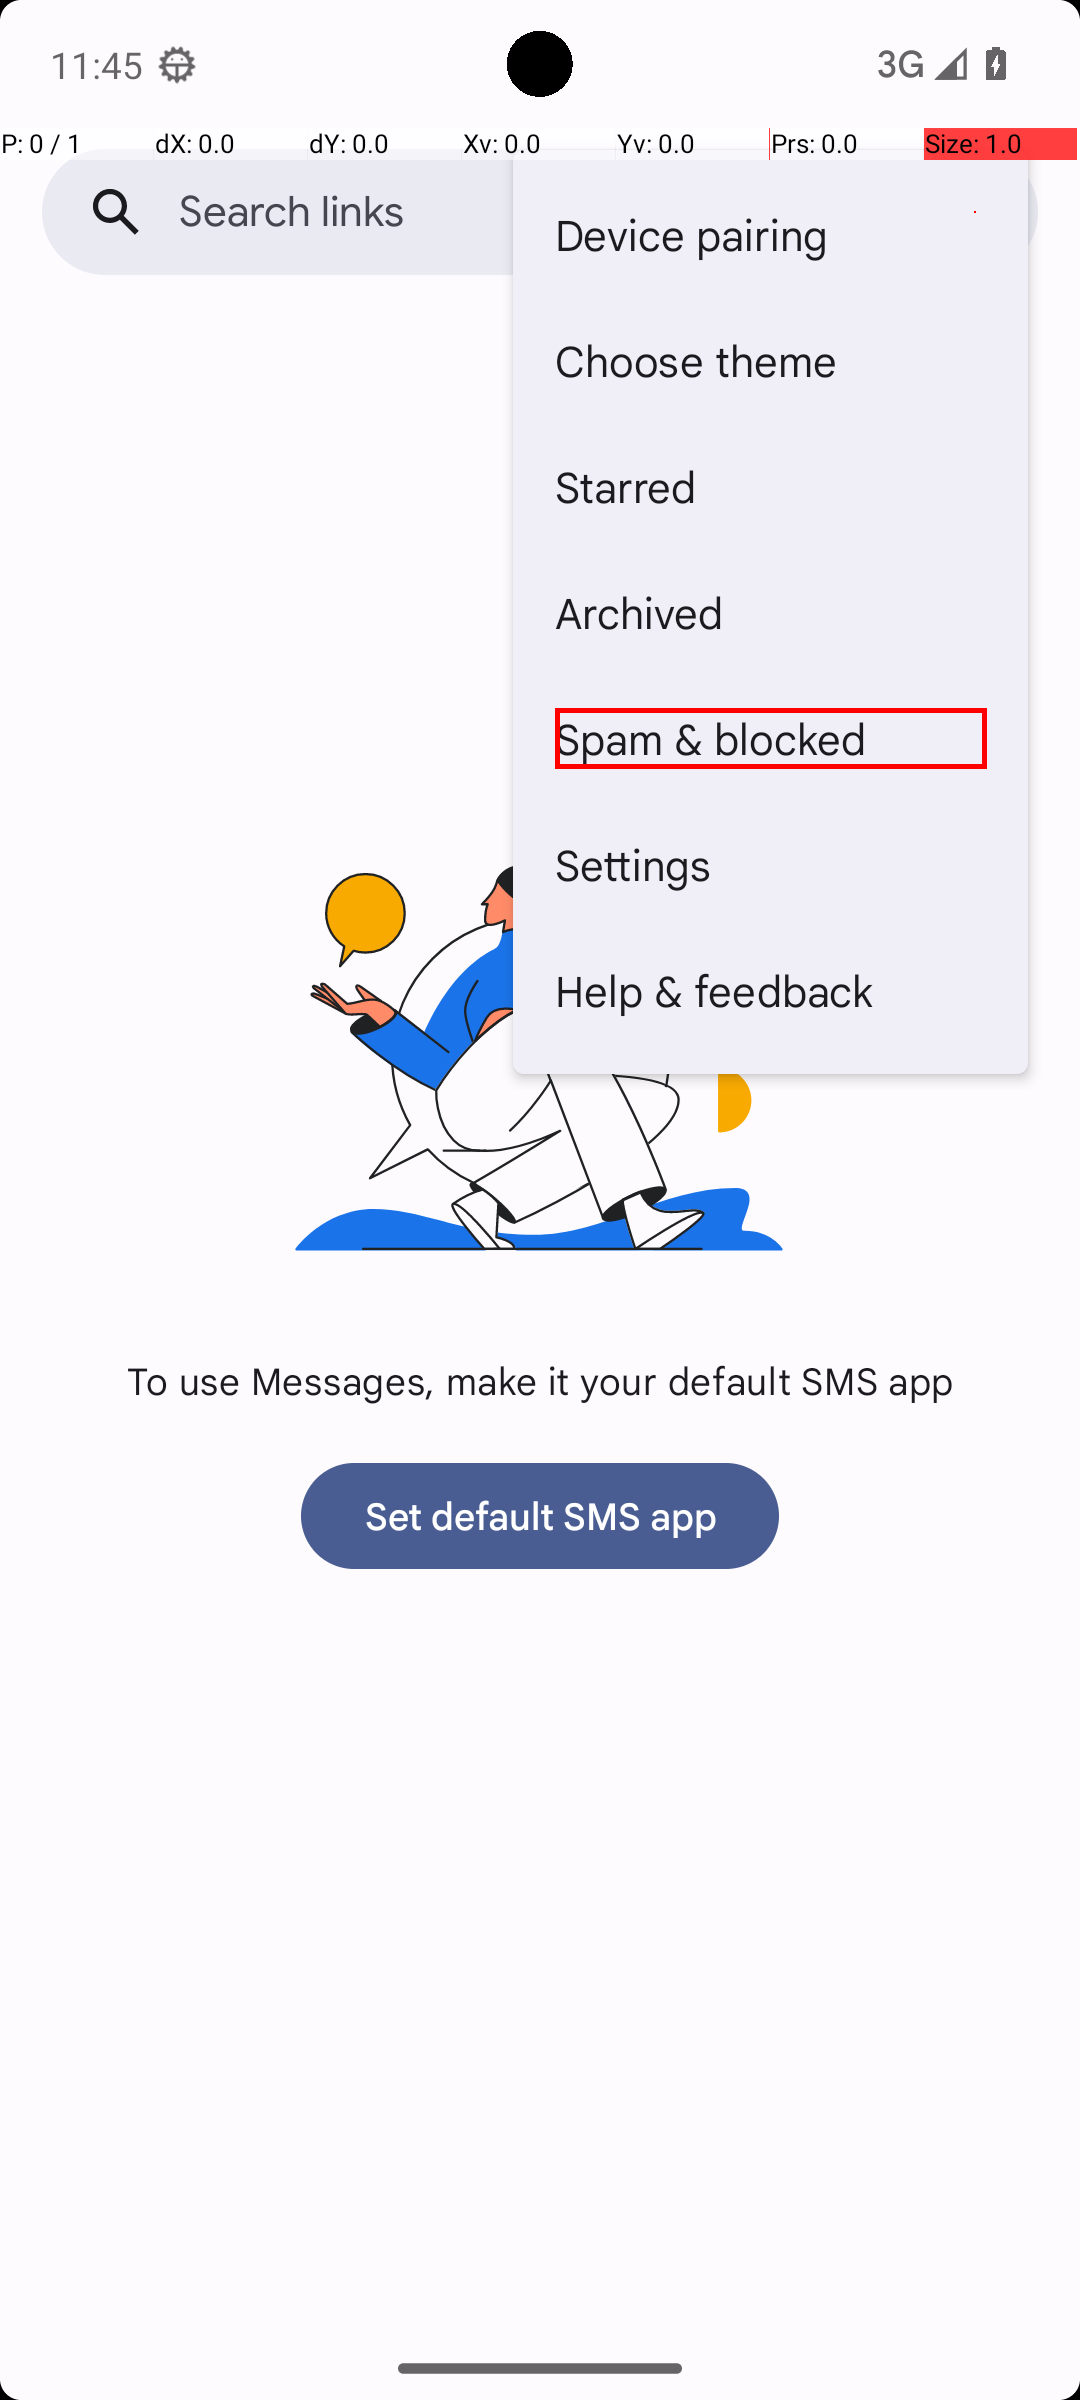 11:45
3G
P: 0 / 1 dX: 0.0 dY: 0.0 Xv: 0.0 Yv: 0.0 Prs: 0.0 Size: 1.0
Search links
Device pairing
Choose theme
Starred
Archived
Spam & blocked
Settings
Help & feedback
To use Messages, make it your default SMS app
Set default SMS app